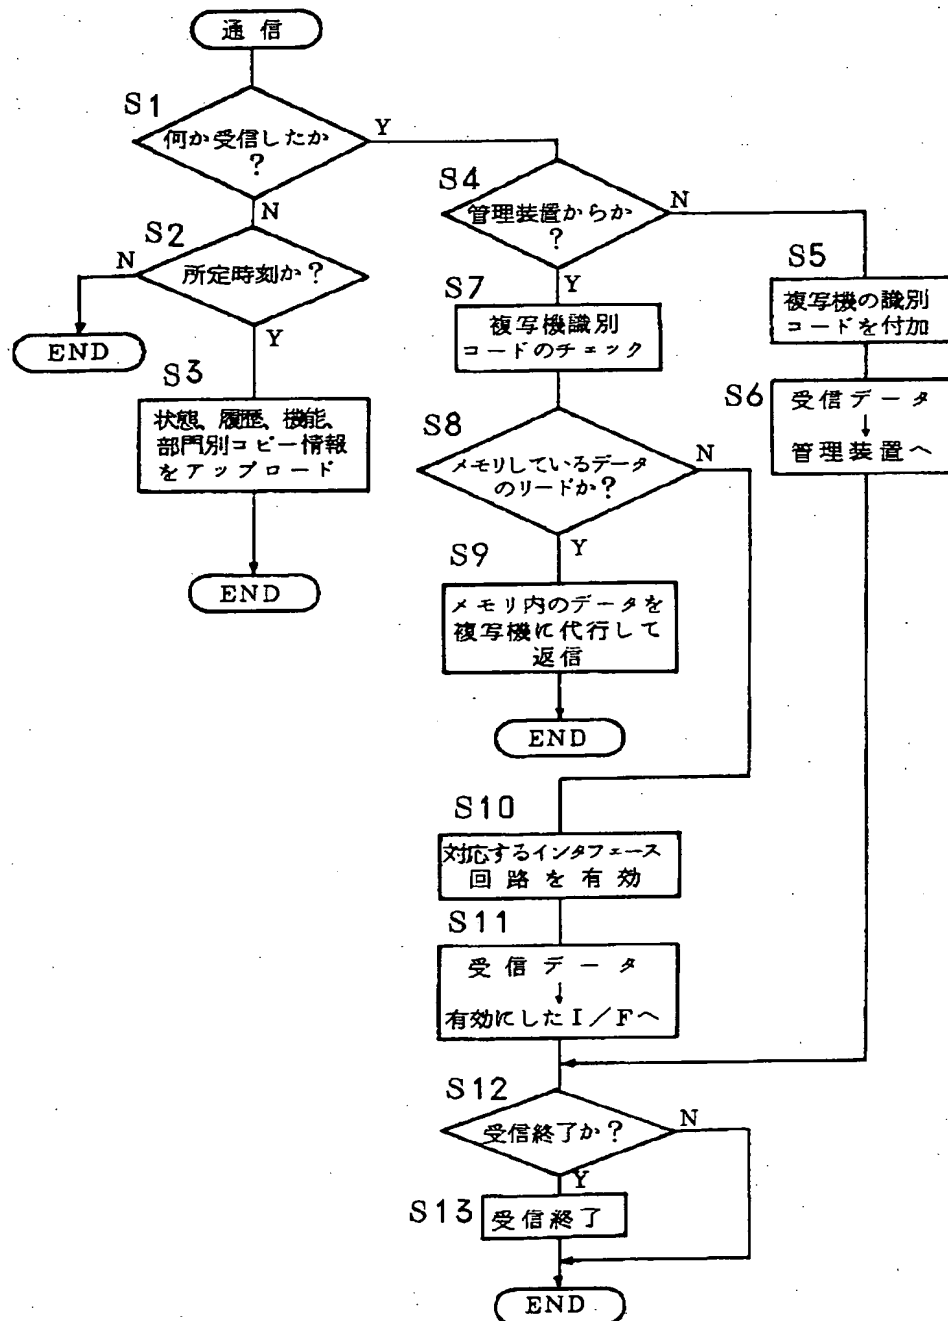 通信
S1
何か受信したか
?
Y
N
S2
所定時刻か?
N
Y
END
S3
状態、履歴、機能、
部門別コピー情報
をアップロード
END
S4
管理装置からか
?
N
Y
S5
複写機の識別
コードを付加
S6
受信データ
↓
管理装置へ
S7
複写機識別
コードのチェック
S8
メモリしているデータ
のリードか?
N
Y
S9
メモリ内のデータを
複写機に代行して
返信
END
S10
対応するインタフェース
回路を有効
S11
受信データ
↓
有効にしたI/Fへ
S12
受信終了か?
N
Y
S13
受信終了
END